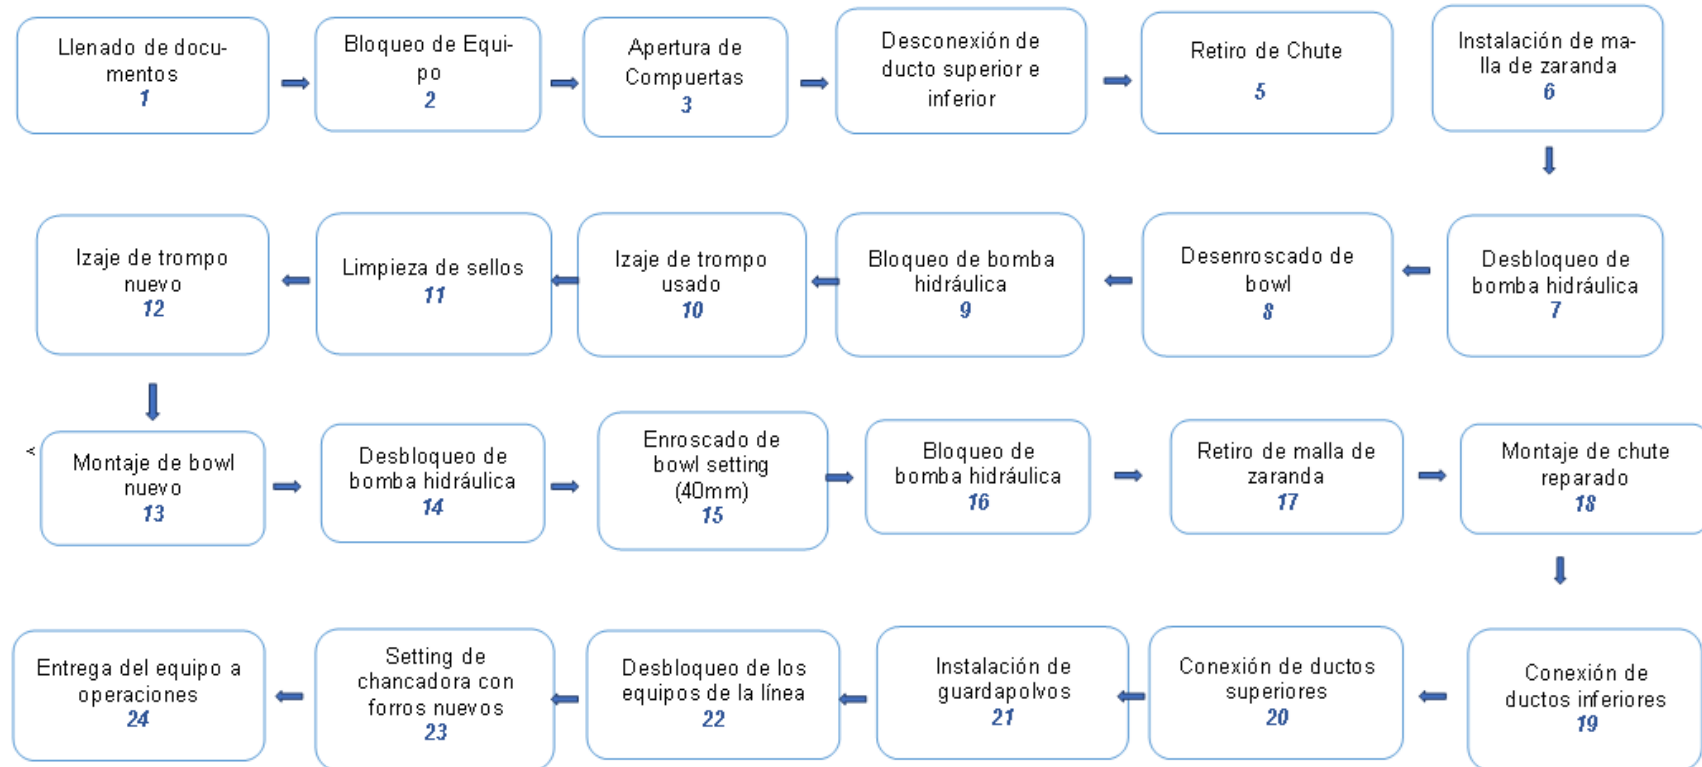 Llenado de docu-
mentos
1
Bloqueo de Equi-
po
2
Apertura de
Compuertas
3
Desconexión de
ducto superior e
inferior
Retiro de Chute
5
Instalación de ma-
lla de zaranda
6
Desbloqueo de
bomba hidráulica
7
Desenroscado de
bowl
8
Bloqueo de bomba
hidráulica
9
Izaje de trompo
usado
10
Limpieza de sellos
11
Izaje de trompo
nuevo
12
<
Montaje de bowl
nuevo
13
Desbloqueo de
bomba hidráulica
14
Enroscado de
bowl setting
(40mm)
15
Bloqueo de
bomba hidráulica
16
Retiro de malla de
zaranda
17
Montaje de chute
reparado
18
Conexión de
ductos inferiores
19
Conexión de ductos
superiores
20
Instalación de
guardapolvos
21
Desbloqueo de los
equipos de la línea
22
Setting de
chancadora con
forros nuevos
23
Entrega del equipo a
operaciones
24